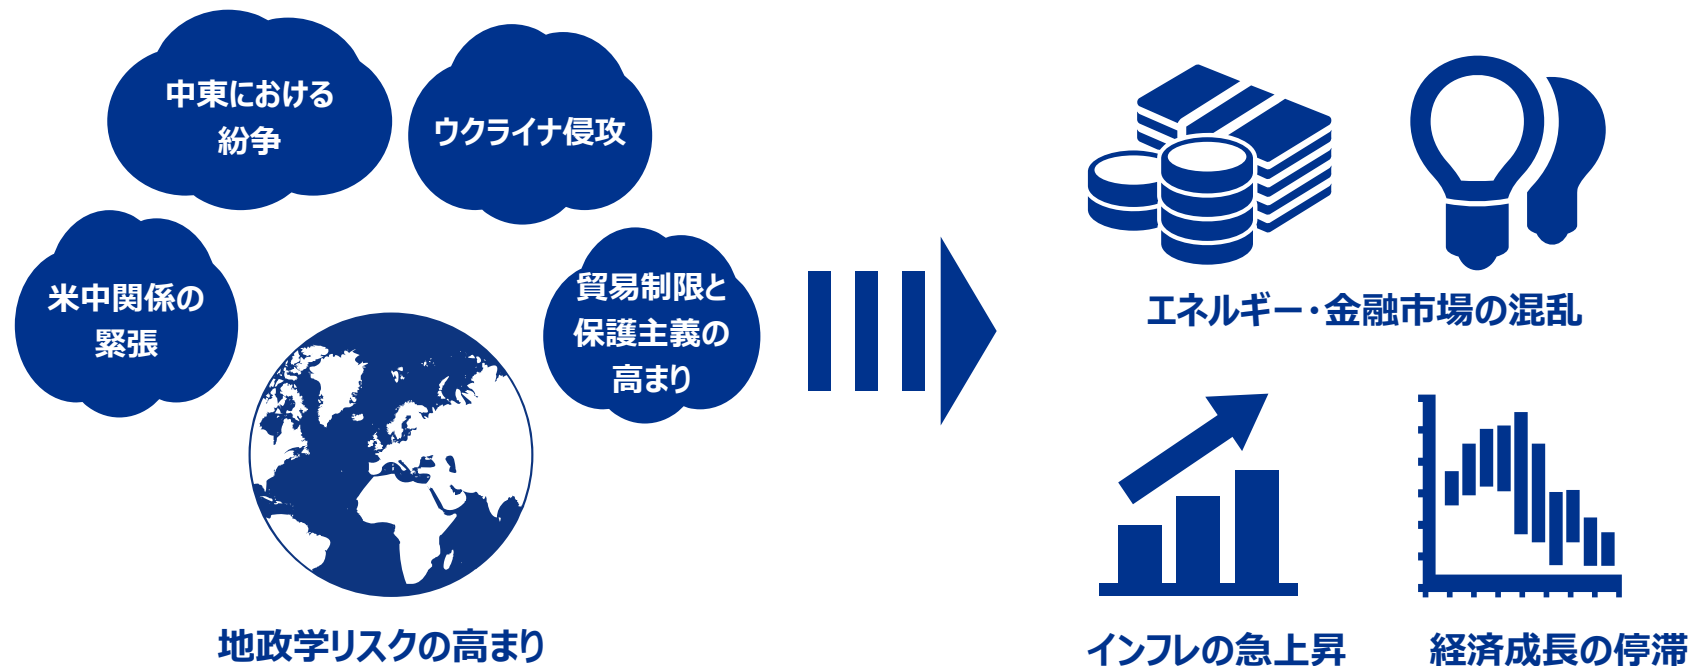 中東における
紛争
ウクライナ侵攻
米中関係の
緊張
貿易制限と
保護主義の
高まり
地政学リスクの高まり
エネルギー・金融市場の混乱
インフレの急上昇
経済成長の停滞